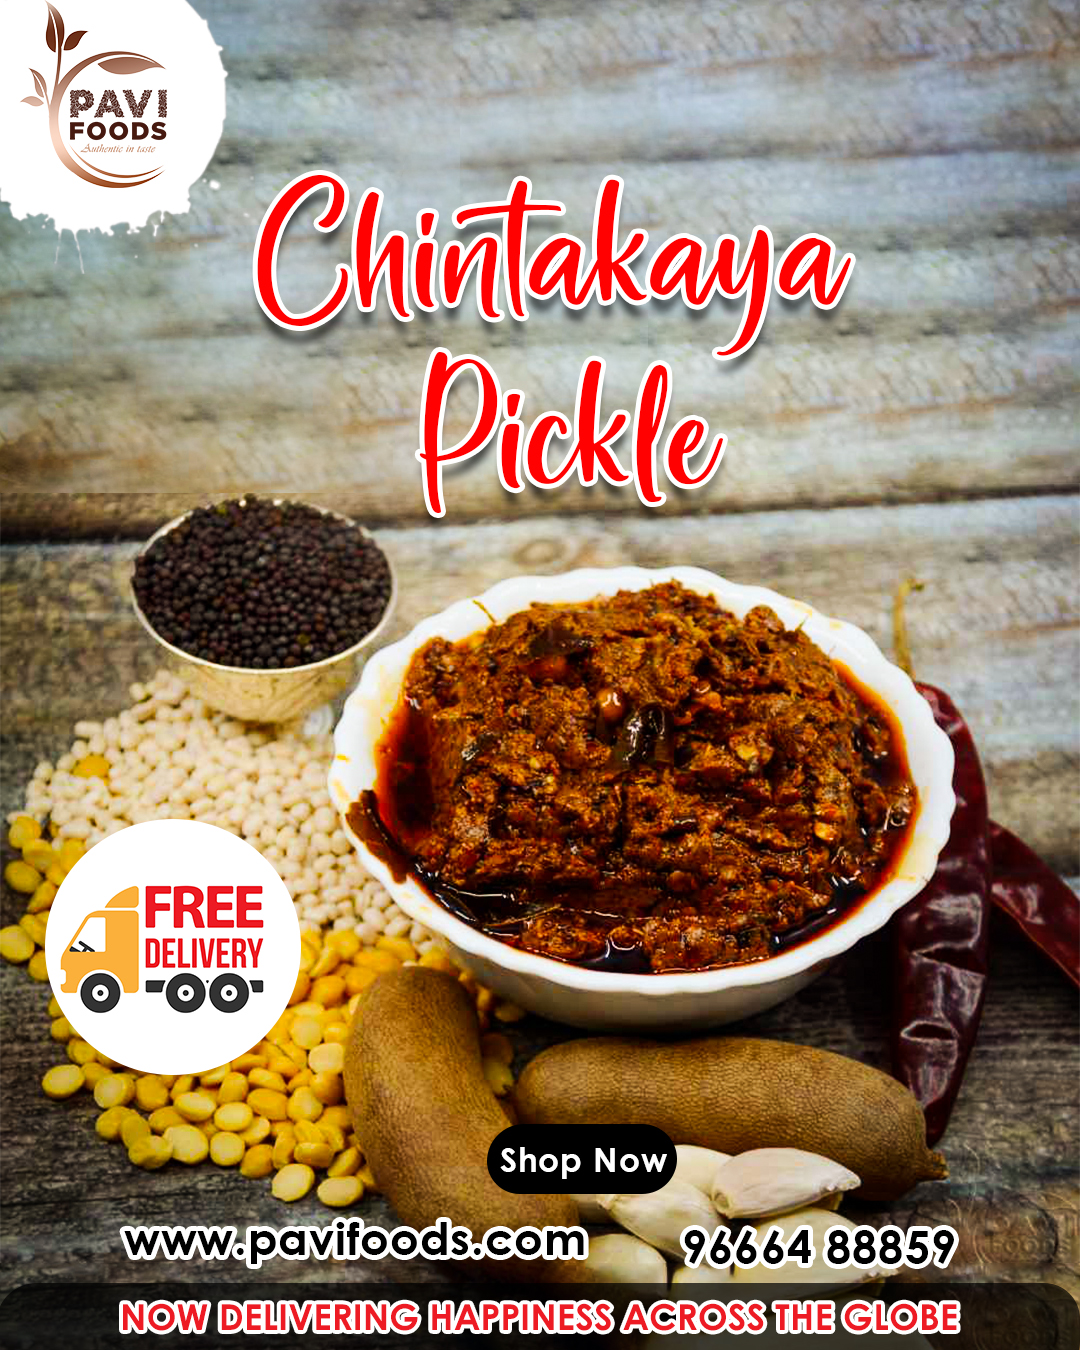 PAVI
FOODS
Authentic in taste
Chintakaya
Pickle
FREE
DELIVERY
Shop Now
www.pavifoods.com
96664 88859
NOW DELIVERING HAPPINESS ACROSS THE GLOBE